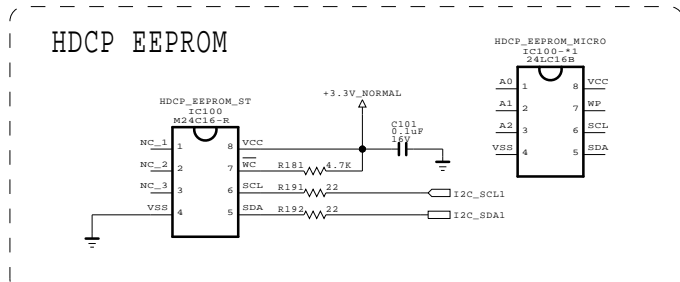 HDCP EEPROM
HDCP_EEPROM_MICRO
IC100-*1
24LC16B
A0 1 8 VCC
A1 2 7 WP
A2 3 6 SCL
VSS 4 5 SDA
+3.3V_NORMAL
HDCP_EEPROM_ST
IC100
M24C16-R
C101
0.1uF
16V
NC_1 1 8 VCC
NC_2 2 7 WC R181 4.7K
NC_3 3 6 SCL R191 22 I2C_SCL1
VSS 4 5 SDA R192 22 I2C_SDA1